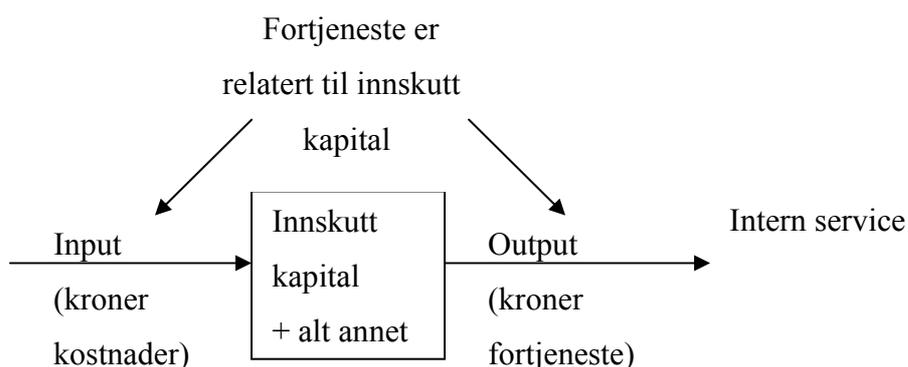 Fortjeneste er
relatert til innskutt
kapital
Input
(kroner
kostnader)
Innskutt
kapital
+ alt annet
Output
(kroner
fortjeneste)
Intern service